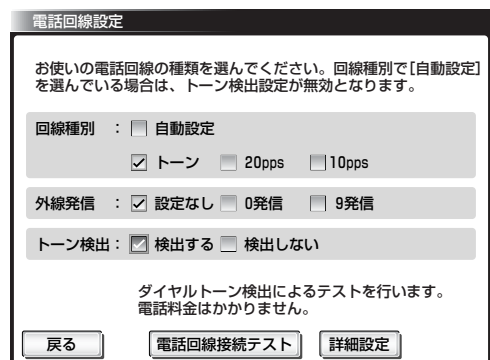 電話回線設定
お使いの電話回線の種類を選んでください。回線種別で[自動設定]
を選んでいる場合は、トーン検出設定が無効となります。
回線種別 : 自動設定
トーン 20pps 10pps
外線発信 : 設定なし 0発信 9発信
トーン検出 : 検出する 検出しない
ダイヤルトーン検出によるテストを行います。
電話料金はかかりません。
戻る 電話回線接続テスト 詳細設定